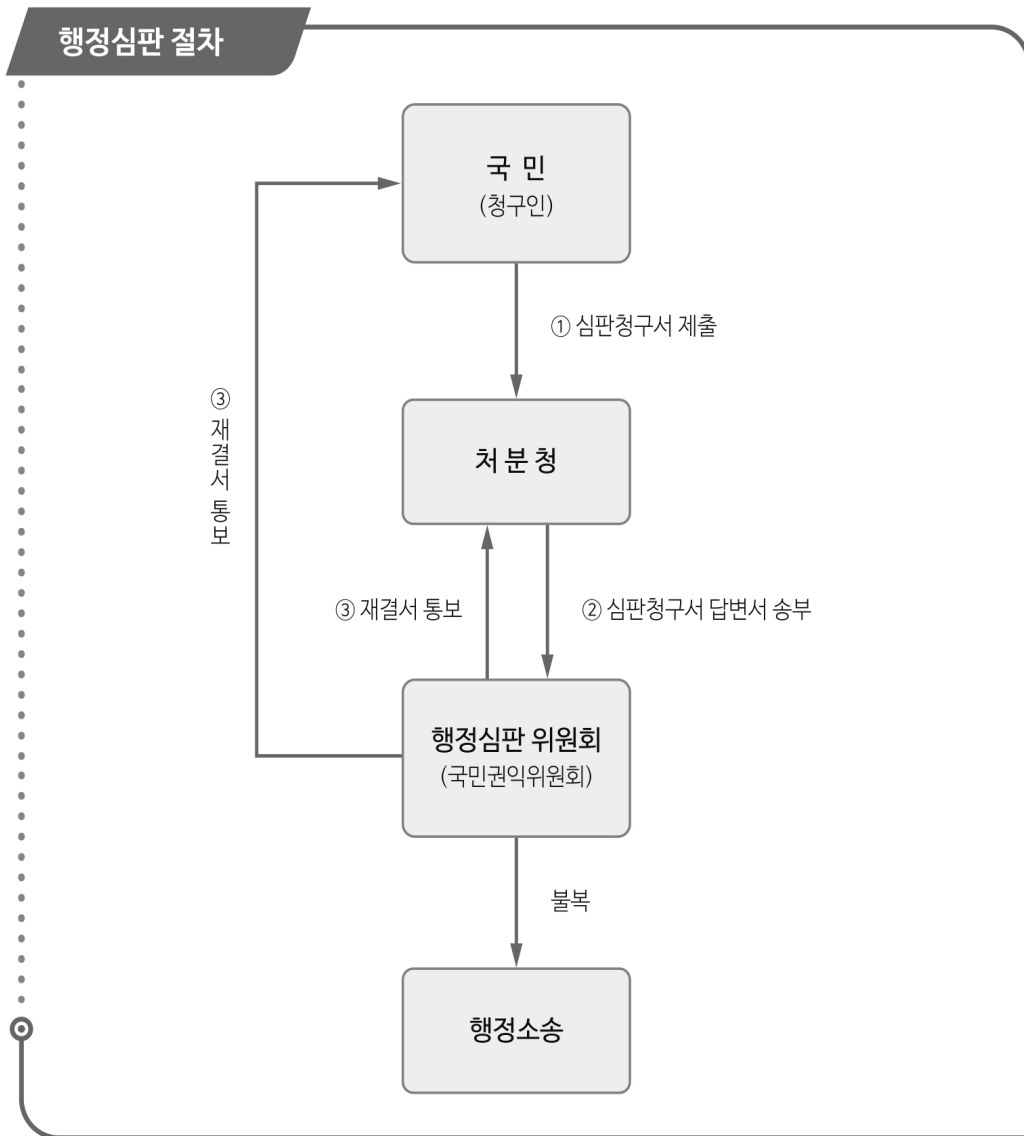 행정심판 절차
국 민
(청구인)
① 심판청구서 제출
③ 재결서 통보
처 분 청
③ 재결서 통보
② 심판청구서 답변서 송부
행정심판 위원회
(국민권익위원회)
불복
행정소송